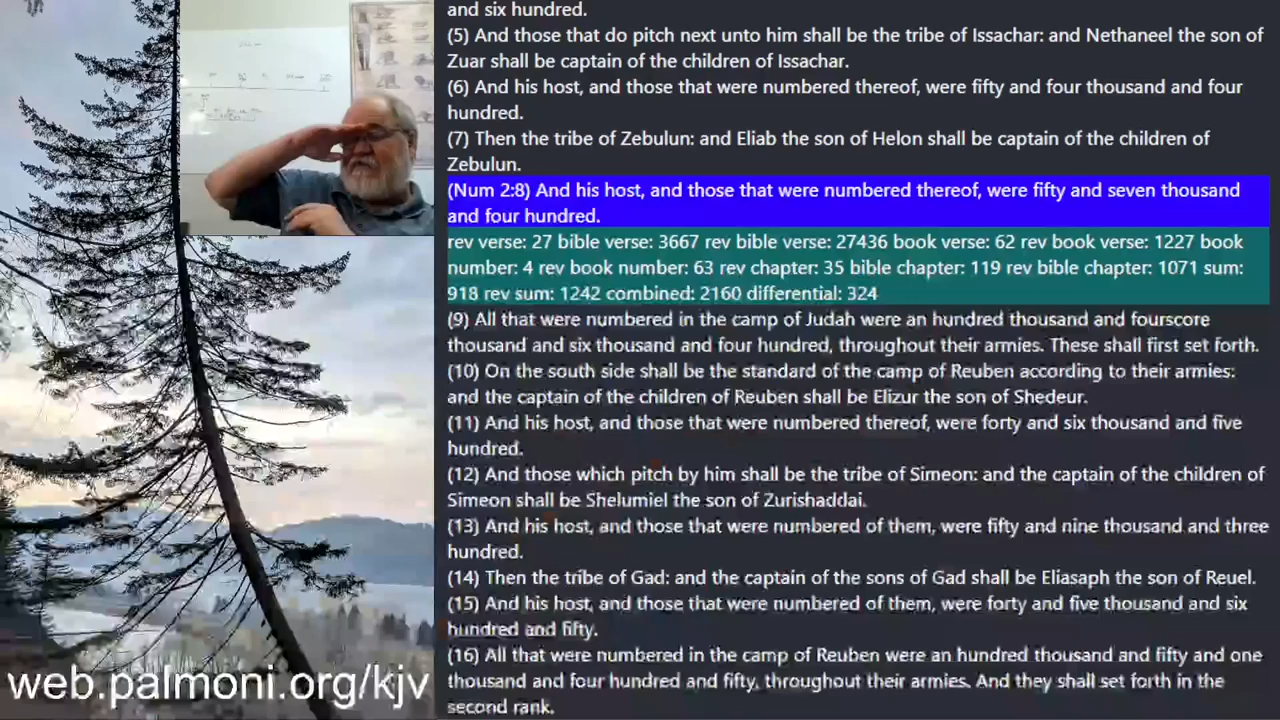 and six hundred.
(5) And those that do pitch next unto him shall be the tribe of Issachar: and Nethaneel the son of
Zuar shall be captain of the children of Issachar.
(6) And his host, and those that were numbered thereof, were fifty and four thousand and four
hundred.
(7) Then the tribe of Zebulun: and Eliab the son of Helon shall be captain of the children of
Zebulun.
(Num 2:8) And his host, and those that were numbered thereof, were fifty and seven thousand
and four hundred.
rev verse: 27 bible verse: 3667 rev bible verse: 27436 book verse: 62 rev book verse: 1227 book
number: 4 rev book number: 63 rev chapter: 35 bible chapter: 119 rev bible chapter: 1071 sum:
918 rev sum: 1242 combined: 2160 differential: 324
(9) All that were numbered in the camp of Judah were an hundred thousand and fourscore
thousand and six thousand and four hundred, throughout their armies. These shall first set forth.
(10) On the south side shall be the standard of the camp of Reuben according to their armies:
and the captain of the children of Reuben shall be Elizur the son of Shedeur.
(11) And his host, and those that were numbered thereof, were forty and six thousand and five
hundred.
(12) And those which pitch by him shall be the tribe of Simeon: and the captain of the children of
Simeon shall be Shelumiel the son of Zurishaddai.
(13) And his host, and those that were numbered of them, were fifty and nine thousand and three
hundred.
(14) Then the tribe of Gad: and the captain of the sons of Gad shall be Eliasaph the son of Reuel.
(15) And his host, and those that were numbered of them, were forty and five thousand and six
hundred and fifty.
(16) All that were numbered in the camp of Reuben were an hundred thousand and fifty and one
thousand and four hundred and fifty, throughout their armies. And they shall set forth in the
second rank.
web.palmoni.org/kjv